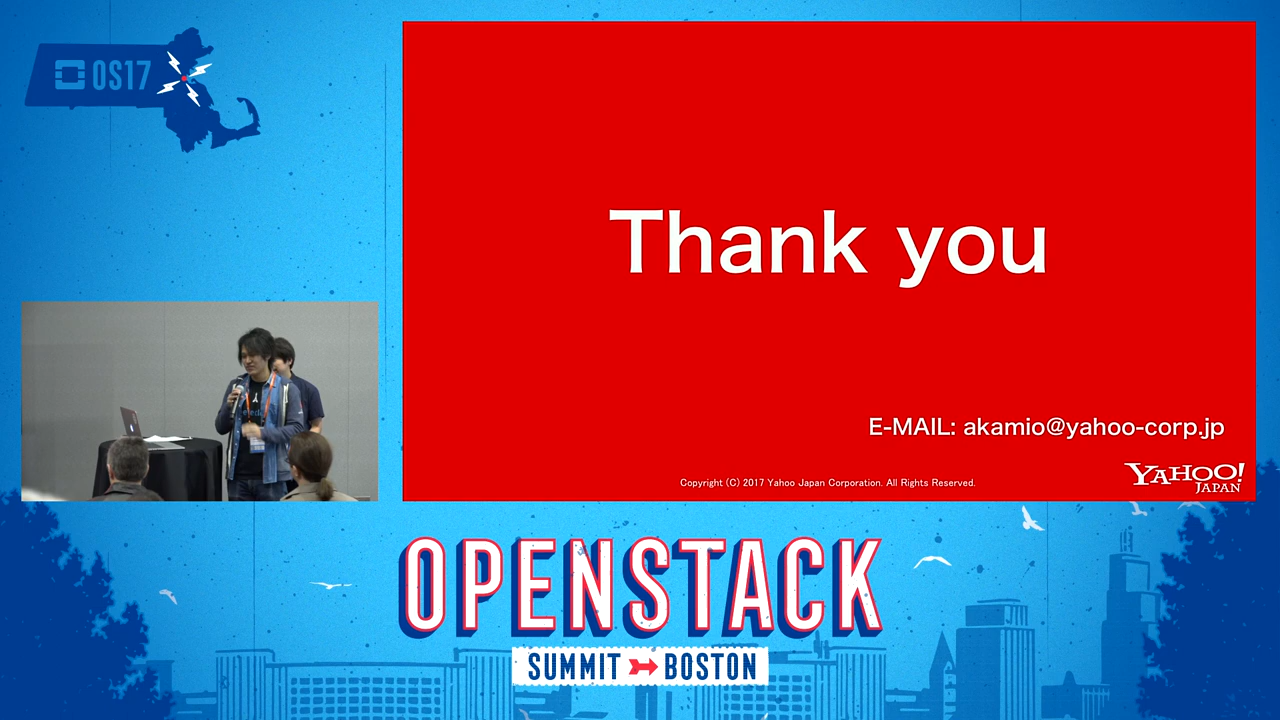 OS17
Thank you
E-MAIL: akamio@yahoo-corp.jp
Copyright (C) 2017 Yahoo Japan Corporation. All Rights Reserved.
YAHOO!
JAPAN
OPENSTACK
SUMMIT BOSTON